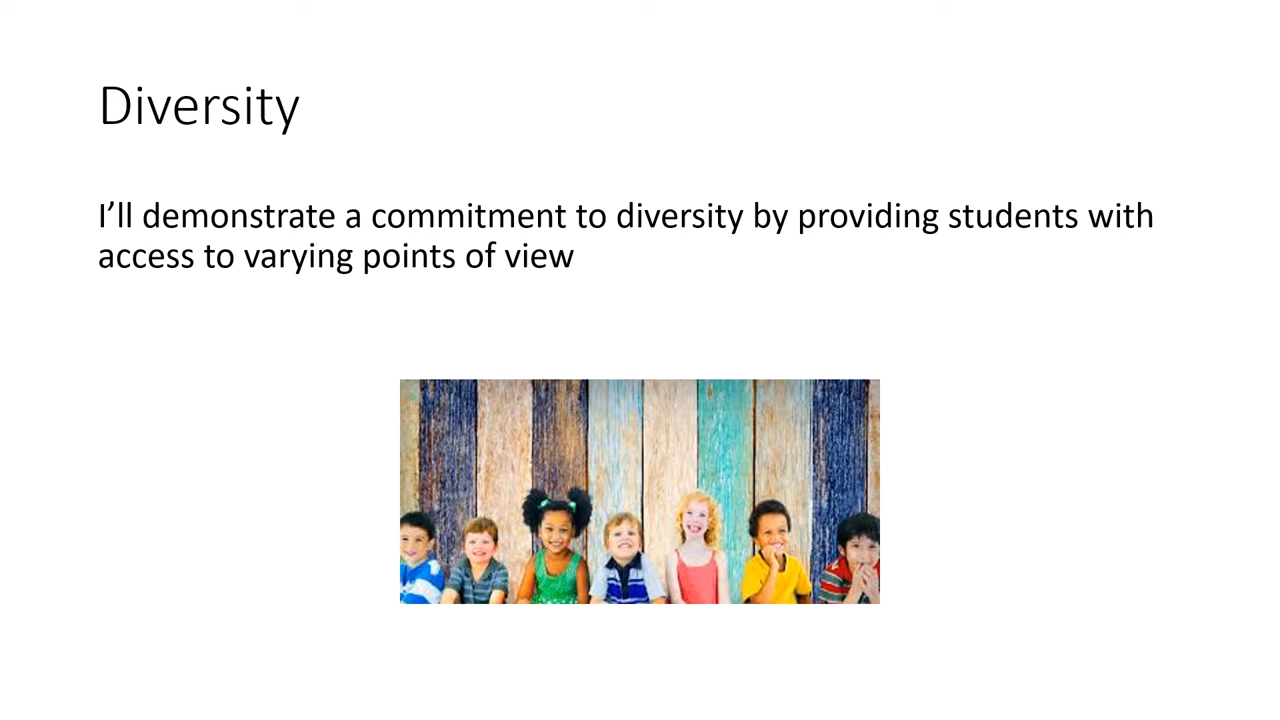 Diversity
I’ll demonstrate a commitment to diversity by providing students with
access to varying points of view